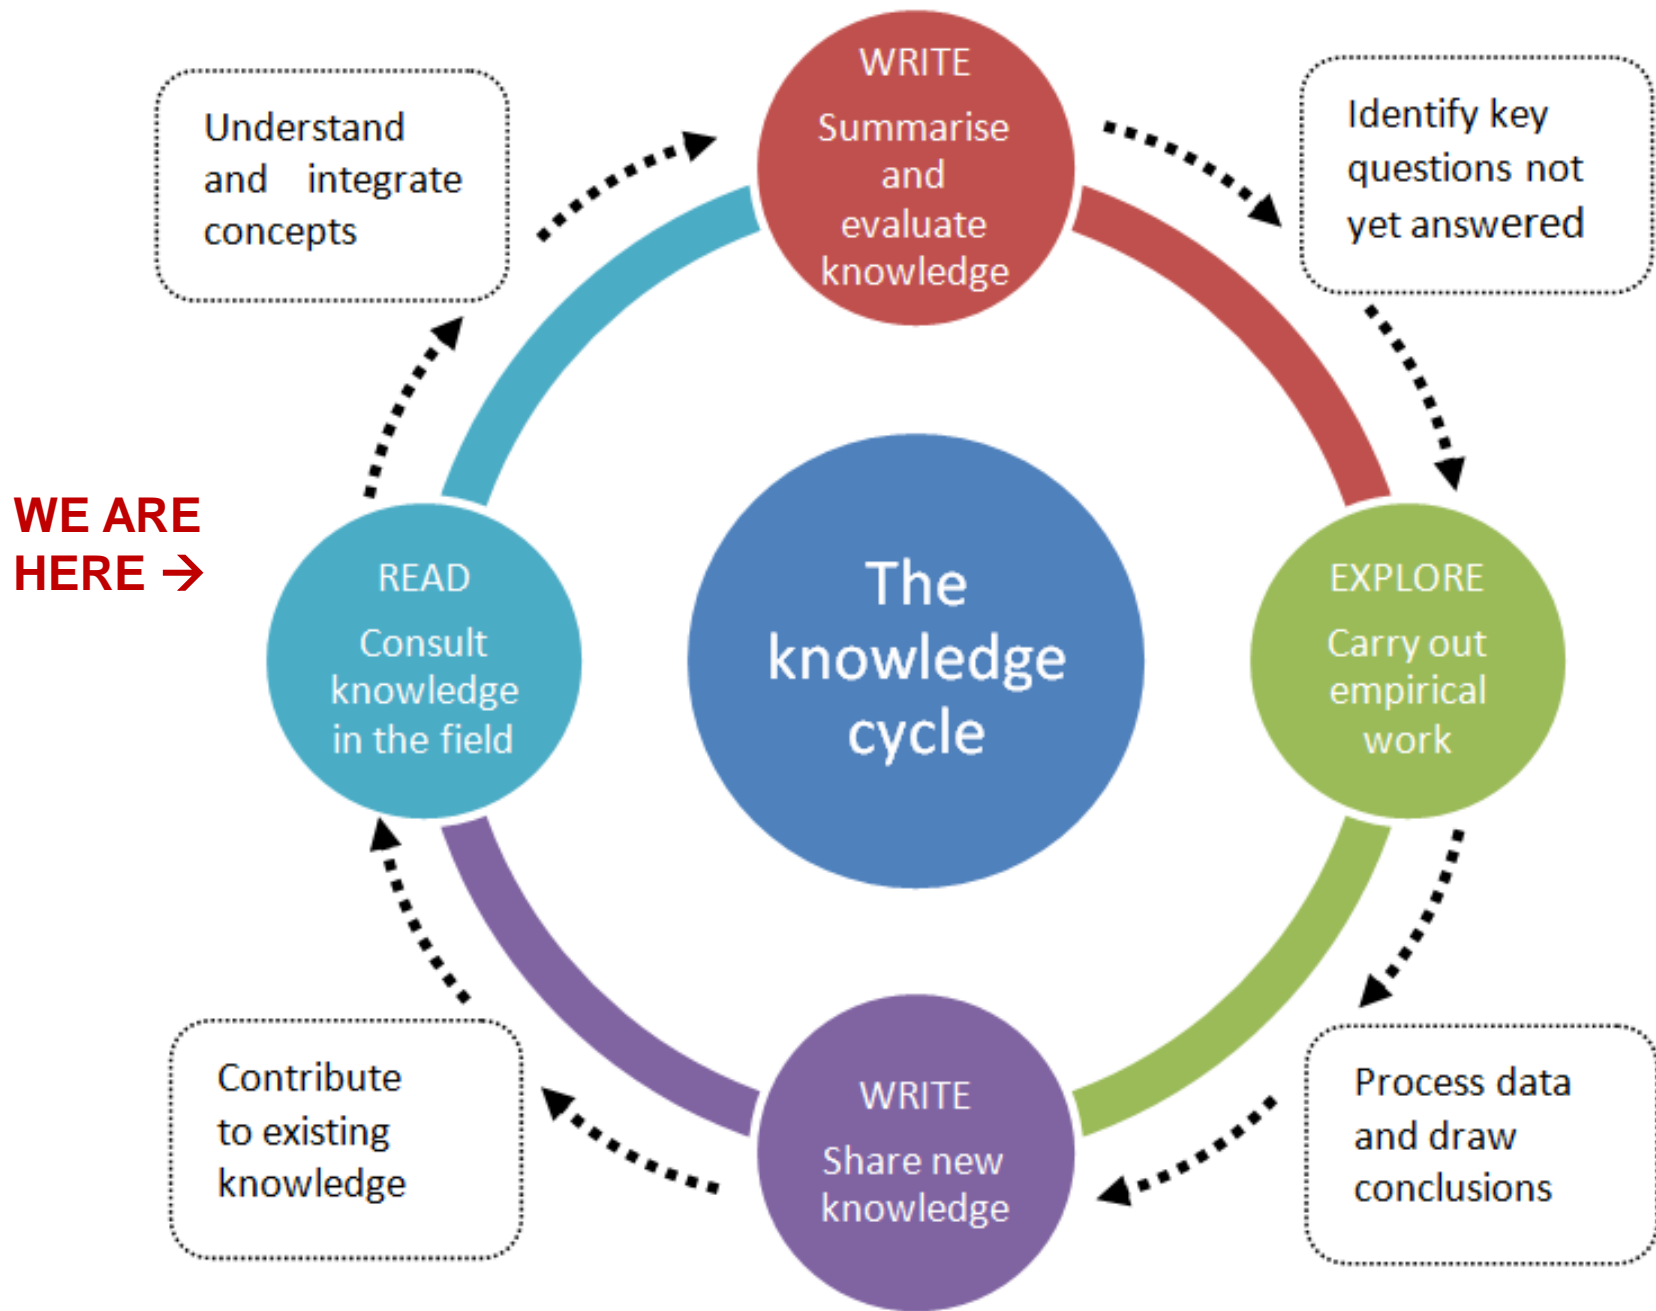 WRITE
Summarise
and
evaluate
knowledge
Identify key
questions not
yet answered
EXPLORE
Carry out
empirical
work
Process data
and draw
conclusions
WRITE
Share new
knowledge
Contribute
to existing
knowledge
WE ARE
HERE →
READ
Consult
knowledge
in the field
Understand
and integrate
concepts
The
knowledge
cycle